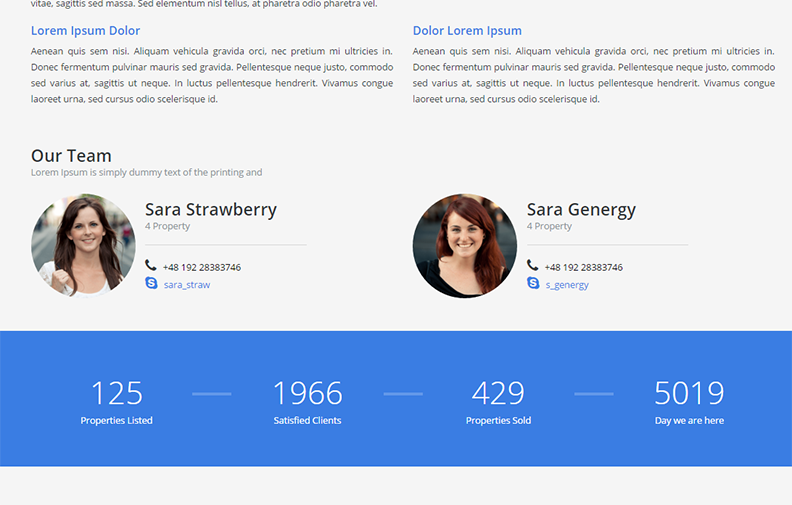 vitae, sagittis sed massa. Sed elementum nisl tellus, at pharetra odio pharetra vel.
Lorem Ipsum Dolor
Aenean quis sem nisi. Aliquam vehicula gravida orci, nec pretium mi ultricies in.
Donec fermentum pulvinar mauris sed gravida. Pellentesque neque justo, commodo
sed varius at, sagittis ut neque. In luctus pellentesque hendrerit. Vivamus congue
laoreet urna, sed cursus odio scelerisque id.
Dolor Lorem Ipsum
Aenean quis sem nisi. Aliquam vehicula gravida orci, nec pretium mi ultricies in.
Donec fermentum pulvinar mauris sed gravida. Pellentesque neque justo, commodo
sed varius at, sagittis ut neque. In luctus pellentesque hendrerit. Vivamus congue
laoreet urna, sed cursus odio scelerisque id.
Our Team
Lorem Ipsum is simply dummy text of the printing and
Sara Strawberry
4 Property
+48 192 28383746
sara_straw
Sara Genergy
4 Property
+48 192 28383746
s_genergy
125
Properties Listed
1966
Satisfied Clients
429
Properties Sold
5019
Day we are here